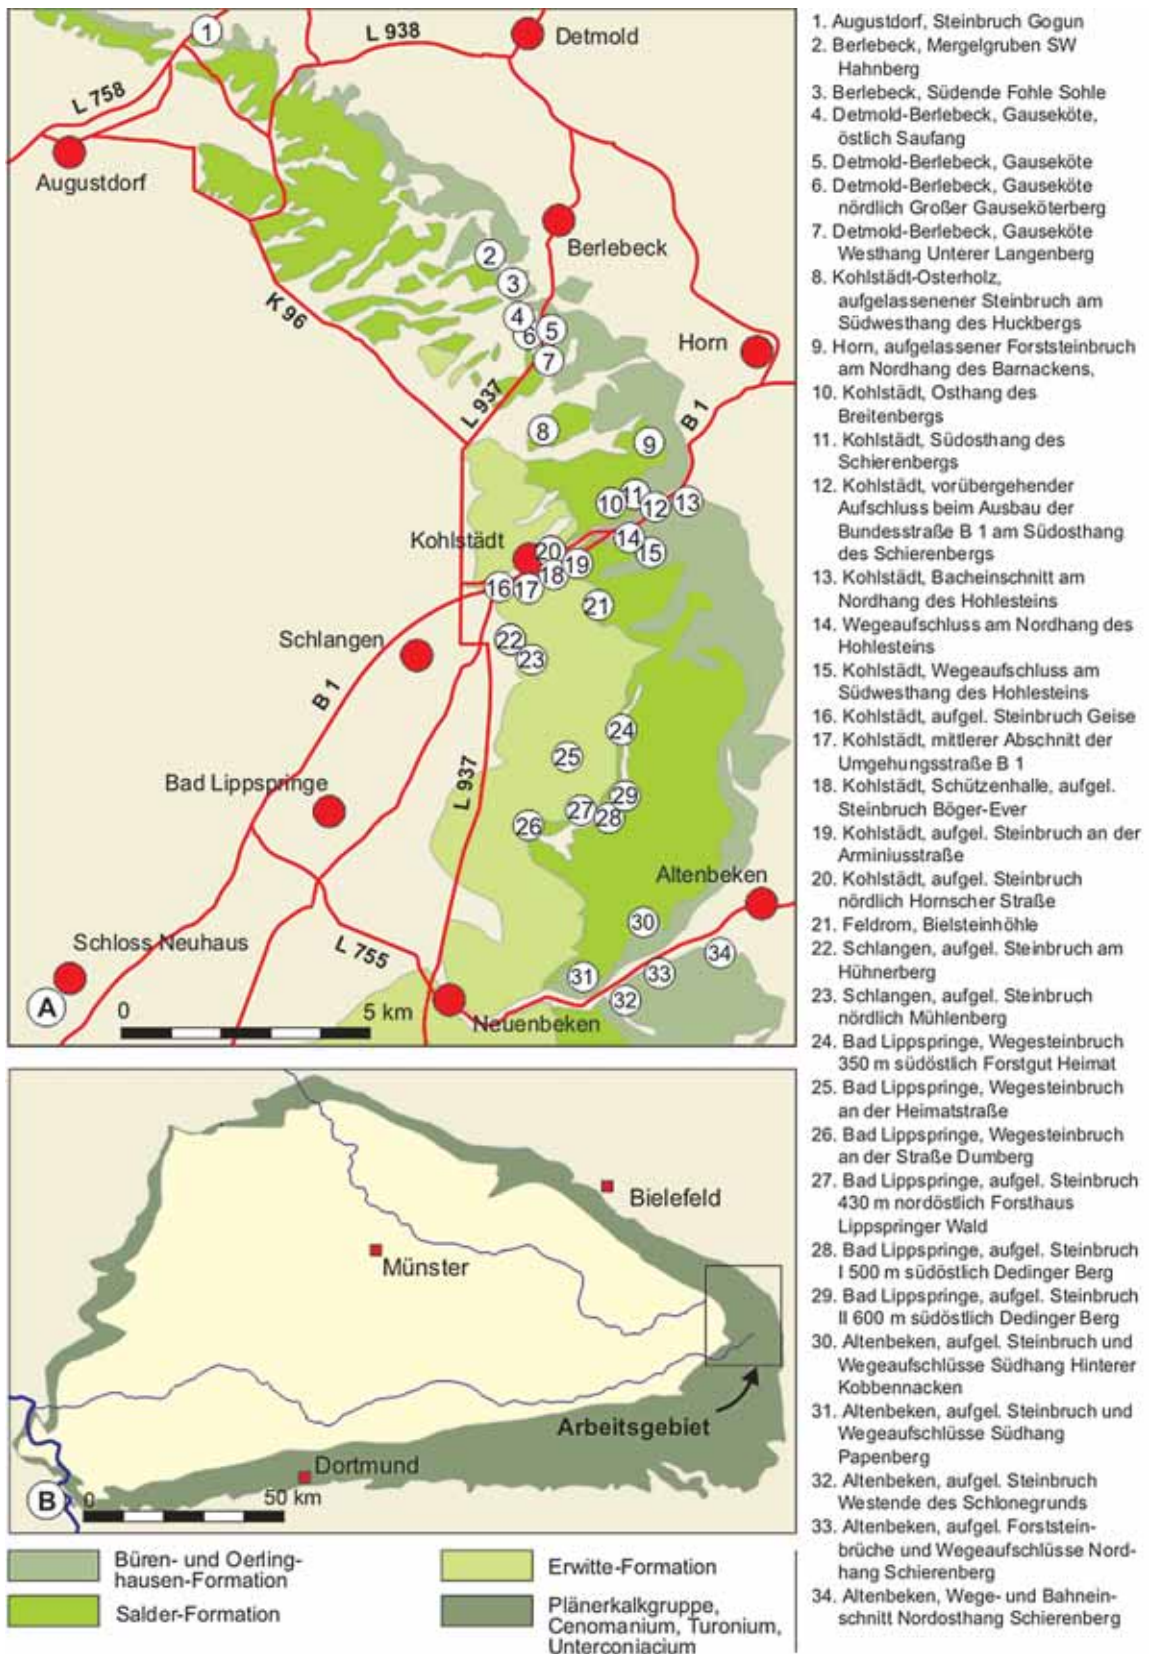 L 938
Detmold
L 758
Augustdorf
Berlebeck
K 96
Horn
L 937
B 1
Kohlstädt
Schlangen
B 1
Bad Lippspringe
L 937
Altenbeken
Schloss Neuhaus
L 755
Neuenbeken
A
0 5 km
1
2
3
4
5
6
7
8
9
10
11
12
13
14
15
16
17
18
19
20
21
22
23
24
25
26
27
28
29
30
31
32
33
34
Bielefeld
Münster
Arbeitsgebiet
Dortmund
B
0 50 km
Büren- und Oerling-
hausen-Formation
Salder-Formation
Erwitte-Formation
Plänerkalkgruppe,
Cenomanium, Turonium,
Unterconiacium
1. Augustdorf, Steinbruch Gogun
2. Berlebeck, Mergelgruben SW
Hahnberg
3. Berlebeck, Südende Fohle Sohle
4. Detmold-Berlebeck, Gauseköte,
östlich Saufang
5. Detmold-Berlebeck, Gauseköte
6. Detmold-Berlebeck, Gauseköte
nördlich Großer Gauseköterberg
7. Detmold-Berlebeck, Gauseköte
Westhang Unterer Langenberg
8. Kohlstädt-Osterholz,
aufgelassenener Steinbruch am
Südwesthang des Huckbergs
9. Horn, aufgelassener Forststeinbruch
am Nordhang des Barnackens,
10. Kohlstädt, Osthang des
Breitenbergs
11. Kohlstädt, Südosthang des
Schierenbergs
12. Kohlstädt, vorübergehender
Aufschluss beim Ausbau der
Bundesstraße B 1 am Südosthang
des Schierenbergs
13. Kohlstädt, Bacheinschnitt am
Nordhang des Hohlesteins
14. Wegeaufschluss am Nordhang des
Hohlesteins
15. Kohlstädt, Wegeaufschluss am
Südwesthang des Hohlesteins
16. Kohlstädt, aufgel. Steinbruch Geise
17. Kohlstädt, mittlerer Abschnitt der
Umgehungsstraße B 1
18. Kohlstädt, Schützenhalle, aufgel.
Steinbruch Böger-Ever
19. Kohlstädt, aufgel. Steinbruch an der
Arminiusstraße
20. Kohlstädt, aufgel. Steinbruch
nördlich Hornscher Straße
21. Feldrom, Bielsteinhöhle
22. Schlangen, aufgel. Steinbruch am
Hühnerberg
23. Schlangen, aufgel. Steinbruch
nördlich Mühlenberg
24. Bad Lippspringe, Wegesteinbruch
350 m südöstlich Forstgut Heimat
25. Bad Lippspringe, Wegesteinbruch
an der Heimatstraße
26. Bad Lippspringe, Wegesteinbruch
an der Straße Dumberg
27. Bad Lippspringe, aufgel. Steinbruch
430 m nordöstlich Forsthaus
Lippspringer Wald
28. Bad Lippspringe, aufgel. Steinbruch
I 500 m südöstlich Dedinger Berg
29. Bad Lippspringe, aufgel. Steinbruch
II 600 m südöstlich Dedinger Berg
30. Altenbeken, aufgel. Steinbruch und
Wegeaufschlüsse Südhang Hinterer
Kobbennacken
31. Altenbeken, aufgel. Steinbruch und
Wegeaufschlüsse Südhang
Papenberg
32. Altenbeken, aufgel. Steinbruch
Westende des Schlonegrunds
33. Altenbeken, aufgel. Forststein-
brüche und Wegeaufschlüsse Nord-
hang Schierenberg
34. Altenbeken, Wege- und Bahnein-
schnitt Nordosthang Schierenberg